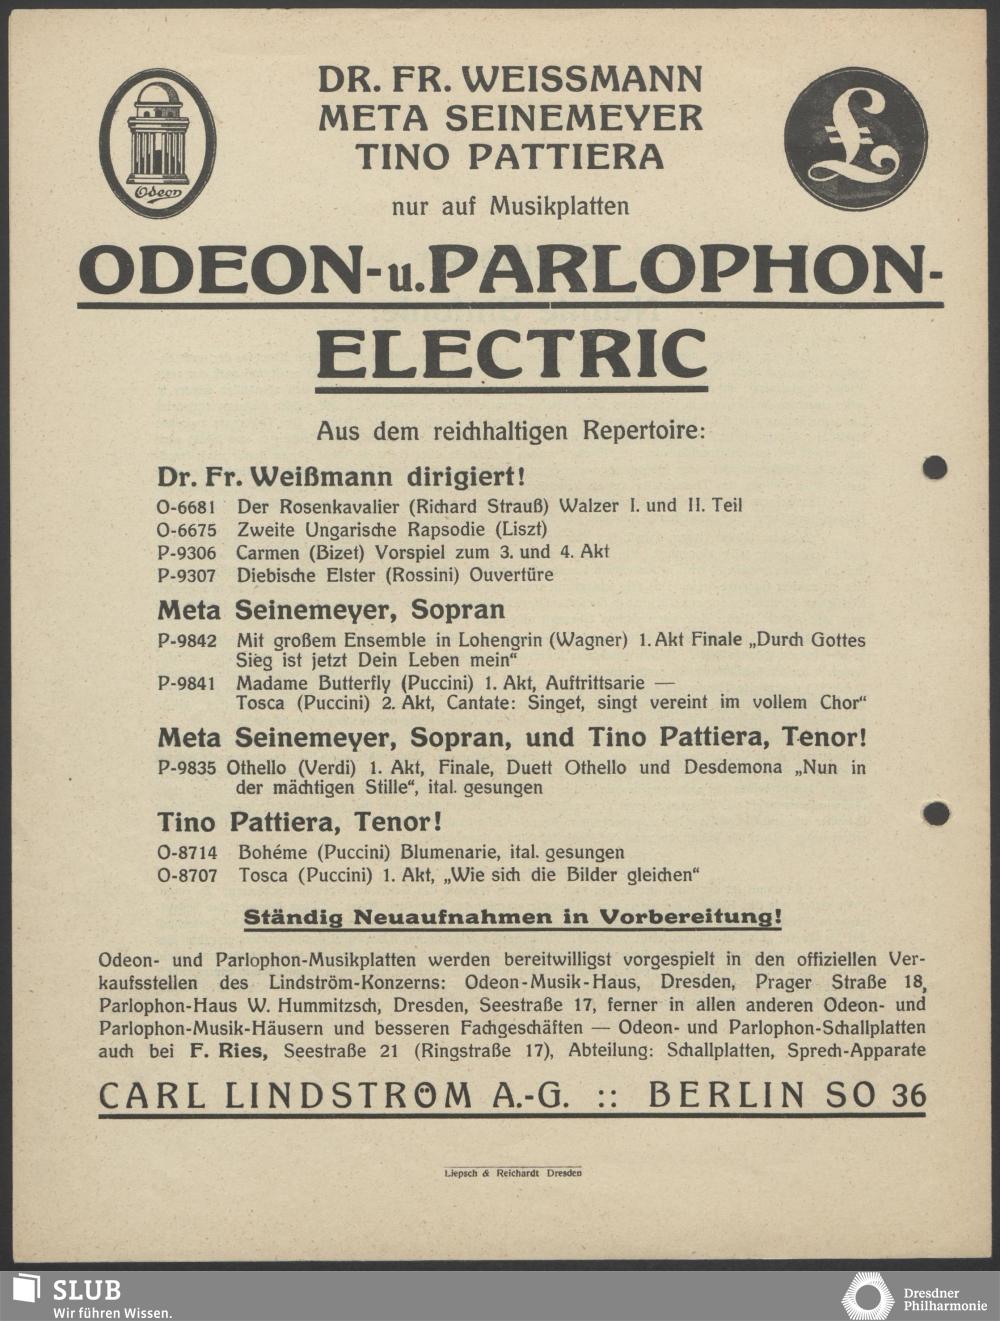 DR. FR. WEISSMANN
META SEINEMEYER
TINO PATTIERA
Odeon
£
nur auf Musikplatten
ODEON- u. PARLOPHON-
ELECTRIC
Aus dem reichhaltigen Repertoire:
Dr. Fr. Weißmann dirigiert!
O-6681 Der Rosenkavalier (Richard Strauß) Walzer I. und II. Teil
O-6675 Zweite Ungarische Rapsodie (Liszt)
P-9306 Carmen (Bizet) Vorspiel zum 3. und 4. Akt
P-9307 Diebische Elster (Rossini) Ouvertüre
Meta Seinemeyer, Sopran
P-9842 Mit großem Ensemble in Lohengrin (Wagner) 1. Akt Finale „Durch Gottes
Sieg ist jetzt Dein Leben mein“
P-9841 Madame Butterfly (Puccini) 1. Akt, Auftrittsarie —
Tosca (Puccini) 2. Akt, Cantate: Singet, singt vereint im vollem Chor“
Meta Seinemeyer, Sopran, und Tino Pattiera, Tenor!
P-9835 Othello (Verdi) 1. Akt, Finale, Duett Othello und Desdemona „Nun in
der mächtigen Stille“, ital. gesungen
Tino Pattiera, Tenor!
O-8714 Bohéme (Puccini) Blumenarie, ital. gesungen
O-8707 Tosca (Puccini) 1. Akt, „Wie sich die Bilder gleichen“
Ständig Neuaufnahmen in Vorbereitung!
Odeon- und Parlophon-Musikplatten werden bereitwilligst vorgespielt in den offiziellen Ver-
kaufsstellen des Lindström-Konzerns: Odeon-Musik-Haus, Dresden, Prager Straße 18,
Parlophon-Haus W. Hummitzsch, Dresden, Seestraße 17, ferner in allen anderen Odeon- und
Parlophon-Musik-Häusern und besseren Fachgeschäften — Odeon- und Parlophon-Schallplatten
auch bei F. Ries, Seestraße 21 (Ringstraße 17), Abteilung: Schallplatten, Sprech-Apparate
CARL LINDSTRÖM A.-G. :: BERLIN SO 36
Liepsch & Reichardt Dresden
SLUB
Wir führen Wissen.
Dresdner
Philharmonie